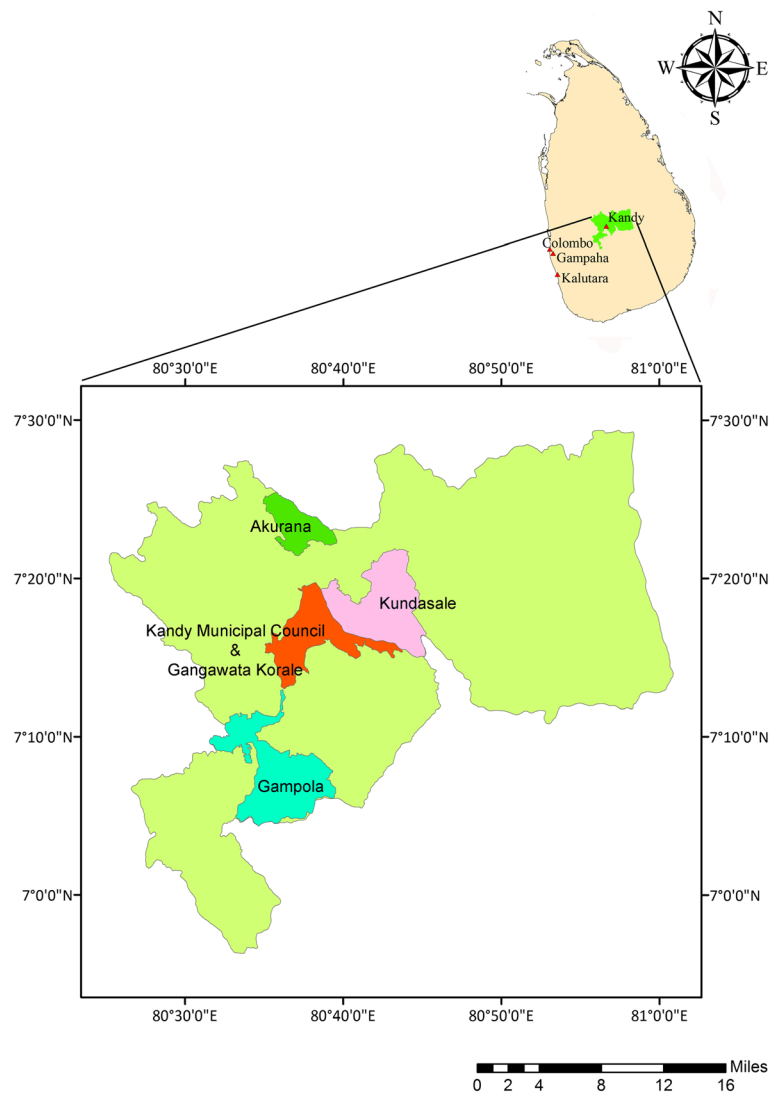 N
W E
S
Kandy
Colombo
Gampaha
Kalutara
80°30'0"E 80°40'0"E 80°50'0"E 81°0'0"E
7°30'0"N 7°30'0"N
Akurana
7°20'0"N 7°20'0"N
Kundasale
Kandy Municipal Council
&
Gangawata Korale
7°10'0"N 7°10'0"N
Gampola
7°0'0"N 7°0'0"N
80°30'0"E 80°40'0"E 80°50'0"E 81°0'0"E
Miles
0 2 4 8 12 16